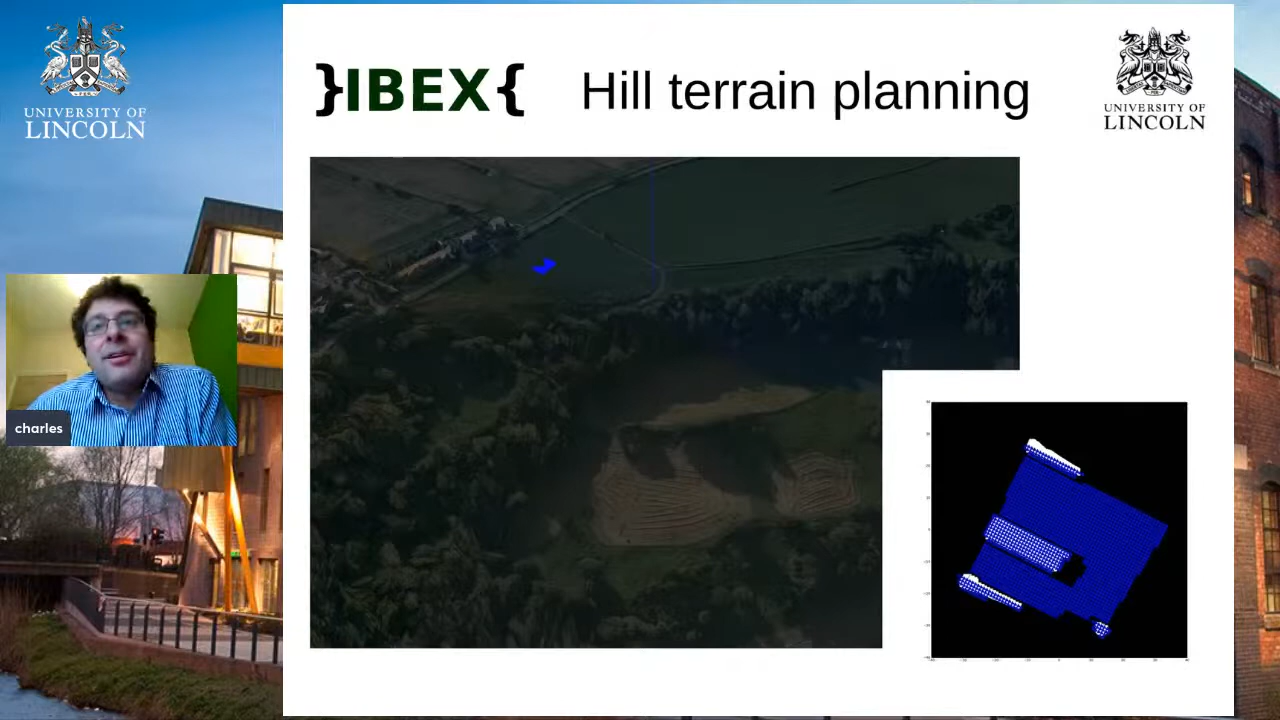 UNIVERSITY OF
LINCOLN
}IBEX{ Hill terrain planning
UNIVERSITY OF
LINCOLN
charles